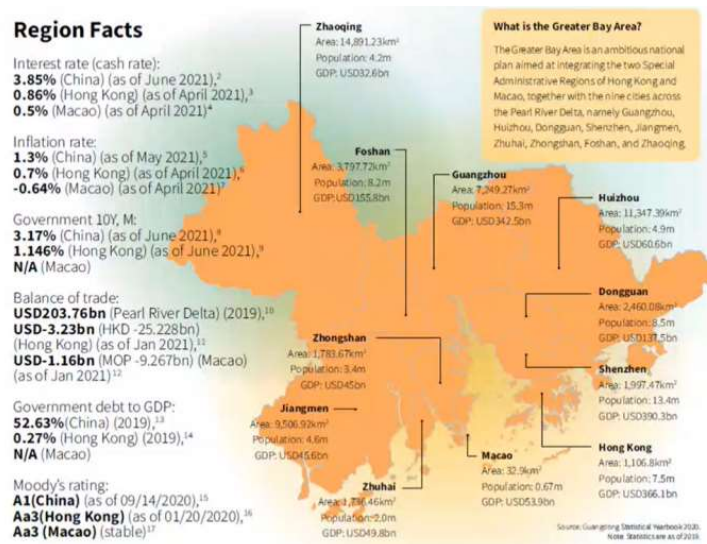 Region Facts
Interest rate (cash rate):
3.85% (China) (as of June 2021),²
0.86% (Hong Kong) (as of April 2021),³
0.5% (Macao) (as of April 2021)⁴
Inflation rate:
1.3% (China) (as of May 2021),⁵
0.7% (Hong Kong) (as of April 2021),⁶
-0.64% (Macao) (as of April 2021)⁷
Government 10Y, M:
3.17% (China) (as of June 2021),⁸
1.146% (Hong Kong) (as of June 2021),⁹
N/A (Macao)
Balance of trade:
USD203.76bn (Pearl River Delta) (2019),¹⁰
USD-3.23bn (HKD -25.228bn)
(Hong Kong) (as of Jan 2021),¹¹
USD-1.16bn (MOP -9.267bn) (Macao)
(as of Jan 2021)¹²
Government debt to GDP:
52.63%(China) (2019),¹³
0.27% (Hong Kong) (2019),¹⁴
N/A (Macao)
Moody's rating:
A1(China) (as of 09/14/2020),¹⁵
Aa3(Hong Kong) (as of 01/20/2020),¹⁶
Aa3 (Macao) (stable)¹⁷
Zhaoqing
Area: 14,891.23km²
Population: 4.2m
GDP: USD32.6bn
What is the Greater Bay Area?
The Greater Bay Area is an ambitious national
plan aimed at integrating the two Special
Administrative Regions of Hong Kong and
Macao, together with the nine cities across
the Pearl River Delta, namely Guangzhou,
Huizhou, Dongguan, Shenzhen, Jiangmen,
Zhuhai, Zhongshan, Foshan, and Zhaoqing.
Foshan
Area: 3,797.72km²
Population: 8.2m
GDP:USD155.8bn
Guangzhou
Area: 7,249.27km²
Population: 15.3m
GDP: USD342.5bn
Huizhou
Area: 11,347.39km²
Population: 4.9m
GDP: USD60.6bn
Dongguan
Area: 2,460.08km²
Population: 8.5m
GDP:USD137.5bn
Zhongshan
Area: 1,783.67km²
Population: 3.4m
GDP: USD45bn
Shenzhen
Area: 1,997.47km²
Population: 13.4m
GDP: USD390.3bn
Jiangmen
Area: 9,506.92km²
Population: 4.6m
GDP: USD45.6bn
Hong Kong
Area: 1,106.8km²
Population: 7.5m
GDP: USD366.1bn
Macao
Area: 32.9km²
Population: 0.67m
GDP: USD53.9bn
Zhuhai
Area: 1,736.46km²
Population: 2.0m
GDP: USD49.8bn
Source: Guangdong Statistical Yearbook 2020.
Note: Statistics are as of 2019.